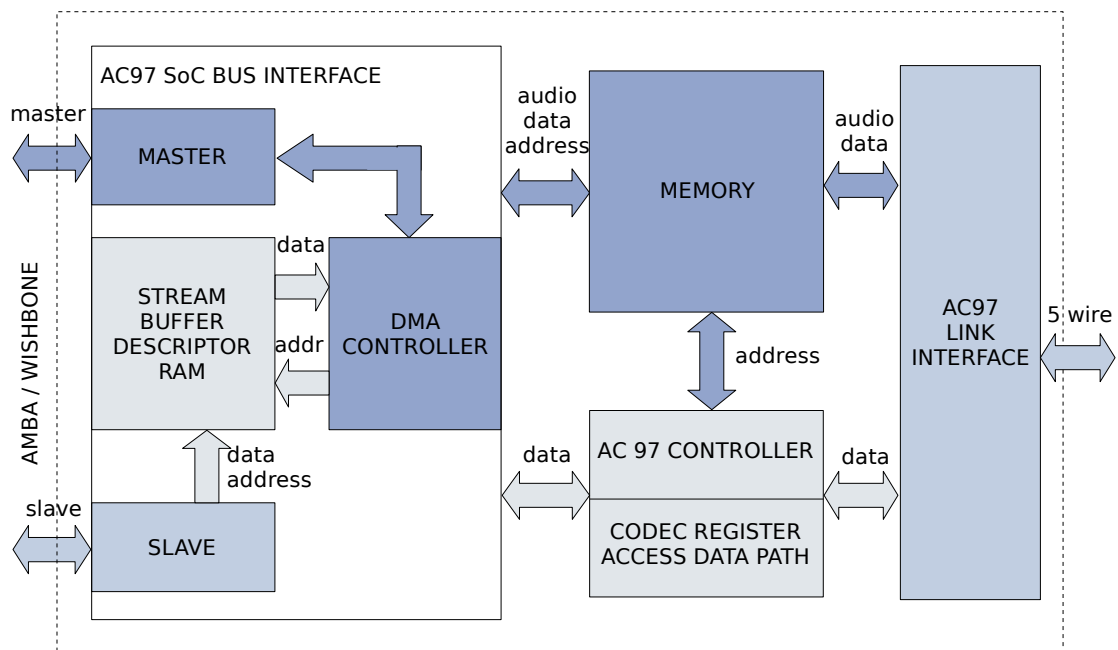 AC97 SoC BUS INTERFACE
master
MASTER
AMBA / WISHBONE
STREAM
BUFFER
DESCRIPTOR
RAM
data
addr
DMA
CONTROLLER
data
address
slave
SLAVE
audio
data
address
MEMORY
audio
data
address
data
AC 97 CONTROLLER
CODEC REGISTER
ACCESS DATA PATH
data
AC97
LINK
INTERFACE
5 wire